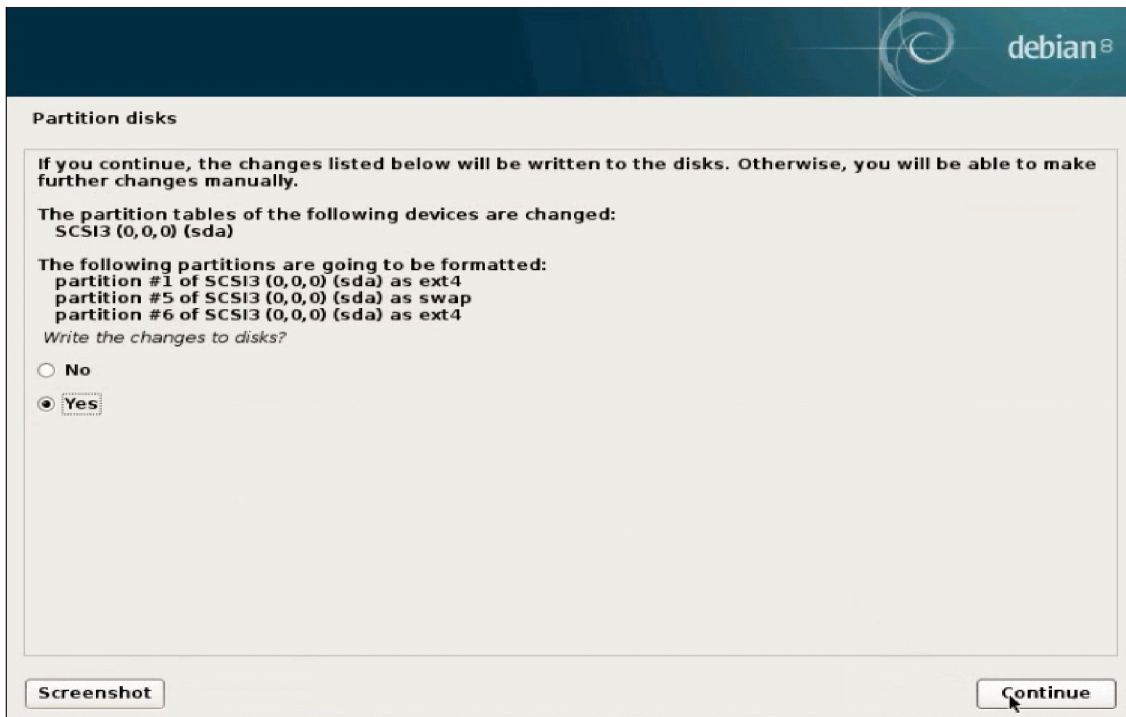 debian 8
Partition disks
If you continue, the changes listed below will be written to the disks. Otherwise, you will be able to make
further changes manually.
The partition tables of the following devices are changed:
SCSI3 (0,0,0) (sda)
The following partitions are going to be formatted:
partition #1 of SCSI3 (0,0,0) (sda) as ext4
partition #5 of SCSI3 (0,0,0) (sda) as swap
partition #6 of SCSI3 (0,0,0) (sda) as ext4
Write the changes to disks?
No
Yes
Screenshot
Continue